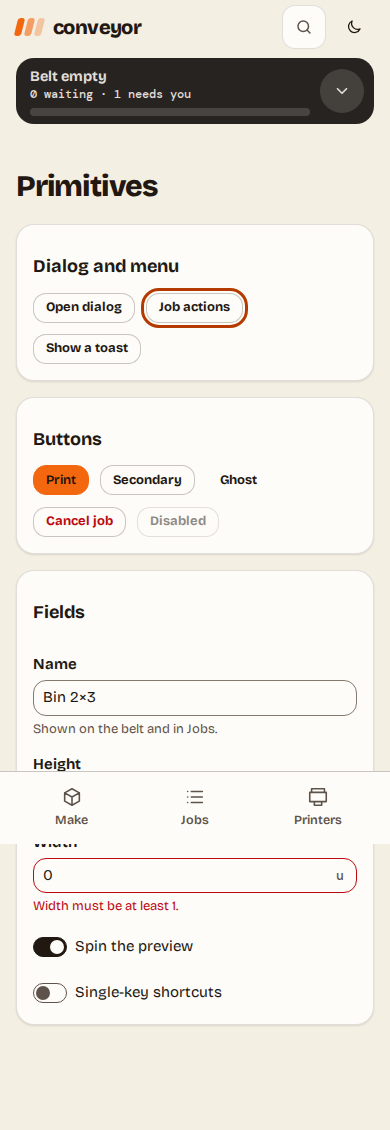 conveyor
Belt empty
0 waiting · 1 needs you
Primitives
Dialog and menu
Open dialog
Job actions
Show a toast
Buttons
Print
Secondary
Ghost
Cancel job
Disabled
Fields
Name
Bin 2×3
Shown on the belt and in Jobs.
Height
Make
Jobs
Printers
Width
0
u
Width must be at least 1.
Spin the preview
Single-key shortcuts